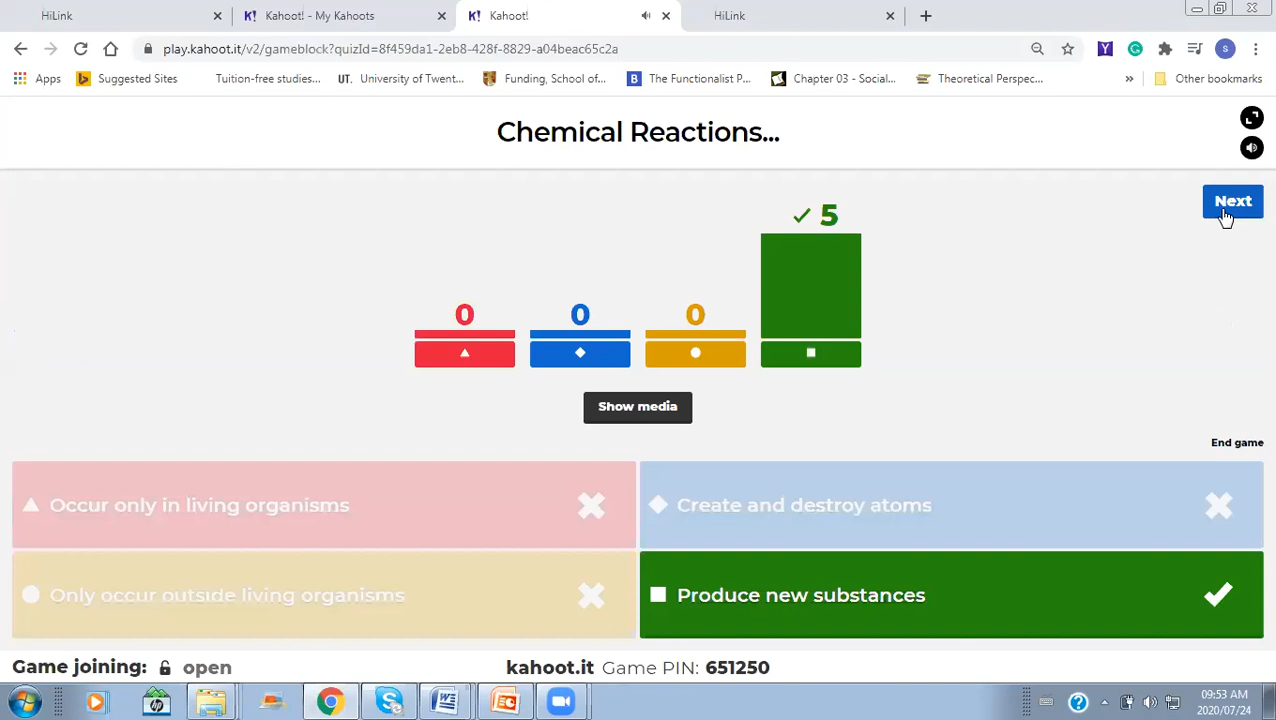 HiLink
K! Kahoot! - My Kahoots
K! Kahoot!
HiLink
play.kahoot.it/v2/gameblock?quizId=8f459da1-2eb8-428f-8829-a04beac65c2a
Apps
Suggested Sites
Tuition-free studies...
UT. University of Twent...
Funding, School of...
B The Functionalist P...
Chapter 03 - Social...
Theoretical Perspec...
»
Other bookmarks
Chemical Reactions...
Next
5
0
0
0
Show media
End game
Occur only in living organisms
Create and destroy atoms
Only occur outside living organisms
Produce new substances
Game joining: open
kahoot.it Game PIN: 651250
09:53 AM
2020/07/24